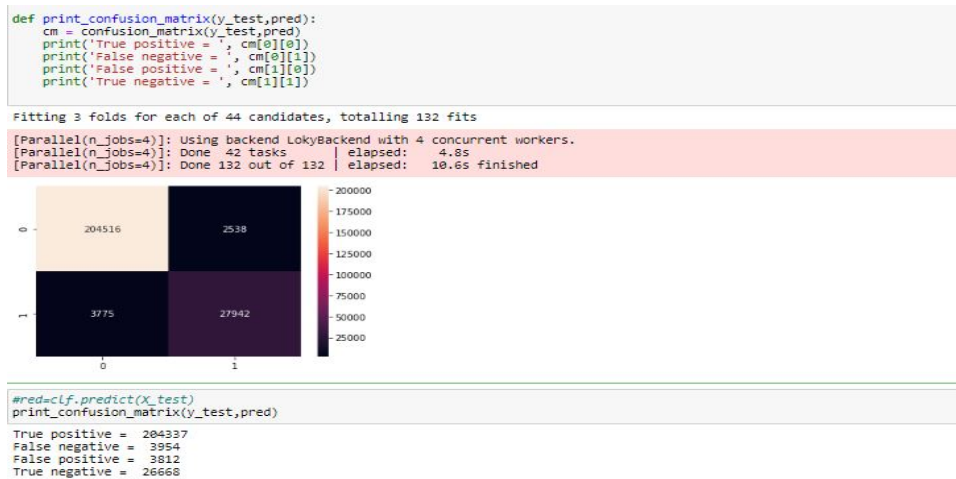 def print_confusion_matrix(y_test,pred):
    cm = confusion_matrix(y_test,pred)
    print('True positive = ', cm[0][0])
    print('False negative = ', cm[0][1])
    print('False positive = ', cm[1][0])
    print('True negative = ', cm[1][1])
Fitting 3 folds for each of 44 candidates, totalling 132 fits
[Parallel(n_jobs=4)]: Using backend LokyBackend with 4 concurrent workers.
[Parallel(n_jobs=4)]: Done  42 tasks      | elapsed:    4.8s
[Parallel(n_jobs=4)]: Done 132 out of 132 | elapsed:   10.6s finished
200000
175000
0 204516 2538 150000
125000
100000
75000
1 3775 27942 50000
25000
0 1
#red=clf.predict(X_test)
print_confusion_matrix(y_test,pred)
True positive =  204337
False negative =  3954
False positive =  3812
True negative =  26668